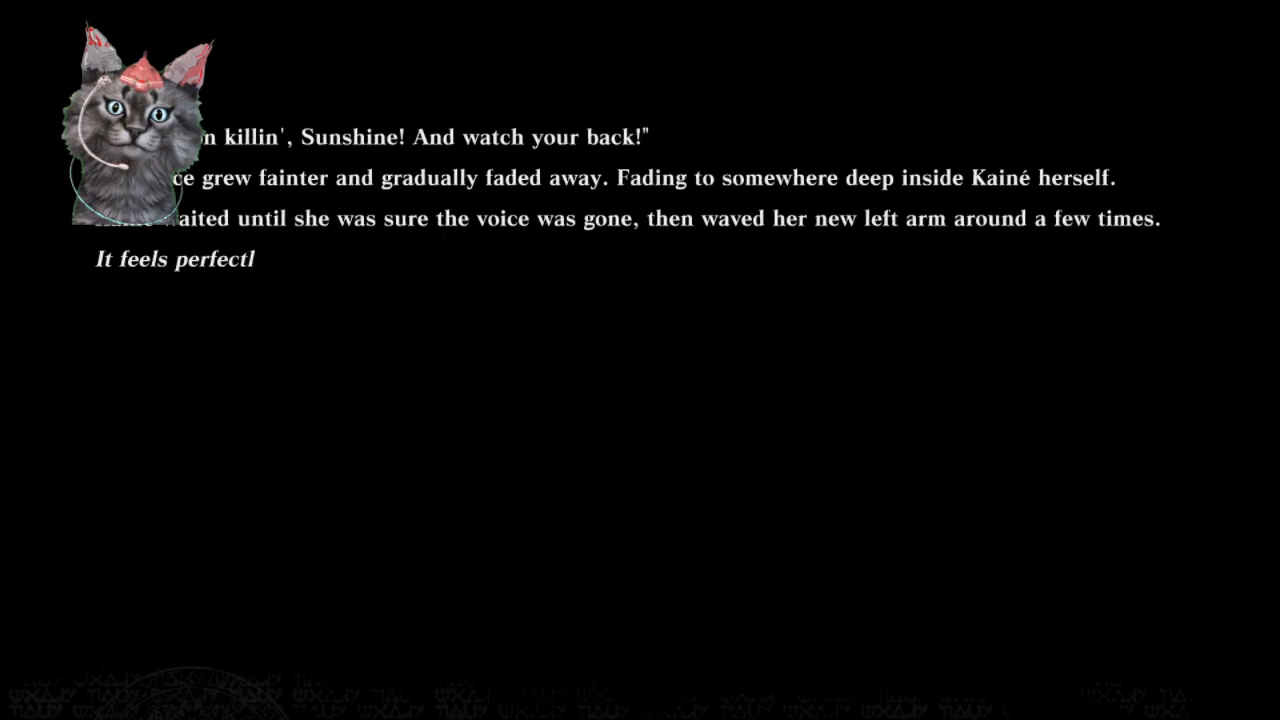 n killin', Sunshine! And watch your back!"
ce grew fainter and gradually faded away. Fading to somewhere deep inside Kainé herself.
aited until she was sure the voice was gone, then waved her new left arm around a few times.
It feels perfectl